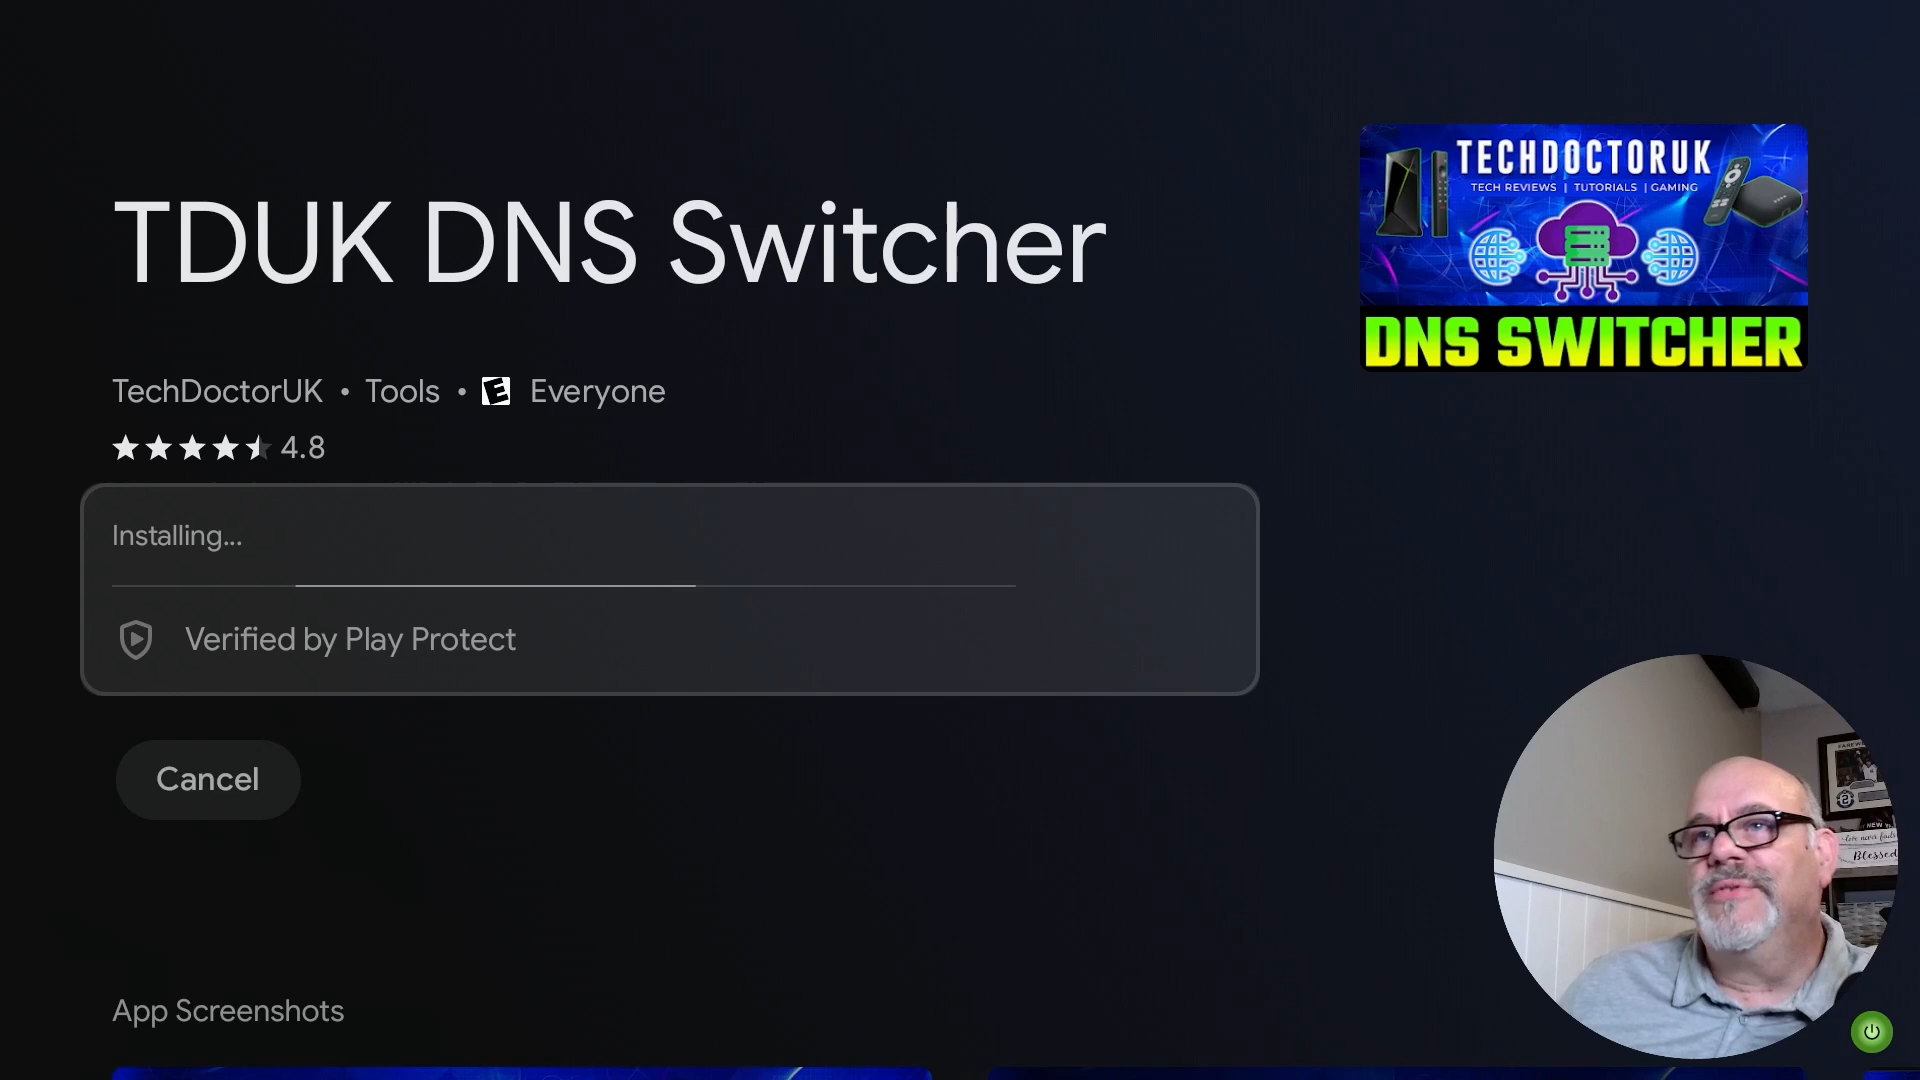 TDUK DNS Switcher
TECHDOCTORUK
TECH REVIEWS | TUTORIALS | GAMING
DNS SWITCHER
TechDoctorUK • Tools • E Everyone
4.8
Installing...
Verified by Play Protect
Cancel
App Screenshots
Blessed